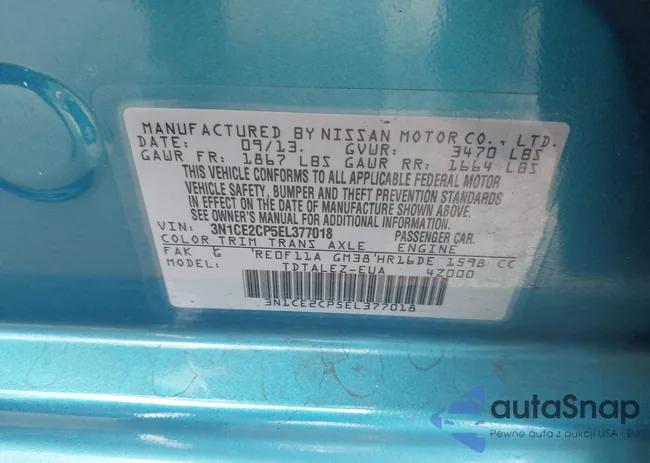 MANUFACTURED BY NISSAN MOTOR CO., LTD.
DATE: 09/13. GVWR: 3470 LBS
GAWR FR: 1867 LBS GAWR RR: 1664 LBS
THIS VEHICLE CONFORMS TO ALL APPLICABLE FEDERAL MOTOR
VEHICLE SAFETY, BUMPER AND THEFT PREVENTION STANDARDS
IN EFFECT ON THE DATE OF MANUFACTURE SHOWN ABOVE.
SEE OWNER'S MANUAL FOR ADDITIONAL INFORMATION.
VIN: 3N1CE2CP5EL377018 PASSENGER CAR.
COLOR TRIM TRANS AXLE ENGINE
FAK G RE0F11A GM38 HR16DE 1598 CC
MODEL: TDTALEZ-EUA 4Z000
3N1CE2CP5EL377018
autaSnap
Pewne auta z aukcji USA i EU